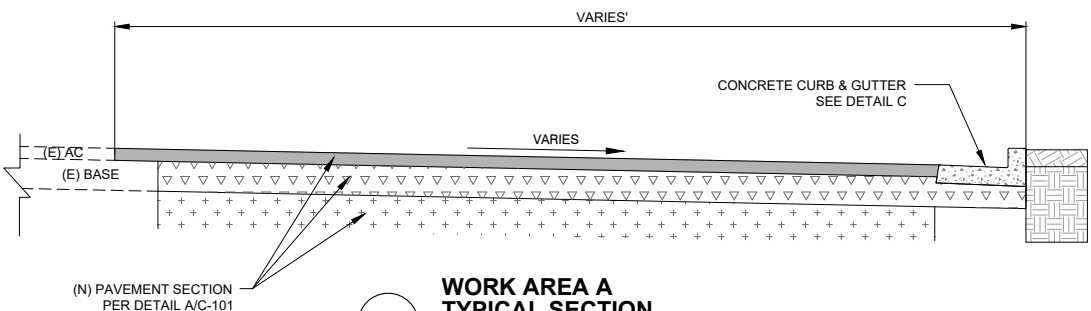 VARIES'
CONCRETE CURB & GUTTER
SEE DETAIL C
VARIES
(E) AC
(E) BASE
(N) PAVEMENT SECTION
PER DETAIL A/C-101
WORK AREA A
TYPICAL SECTION